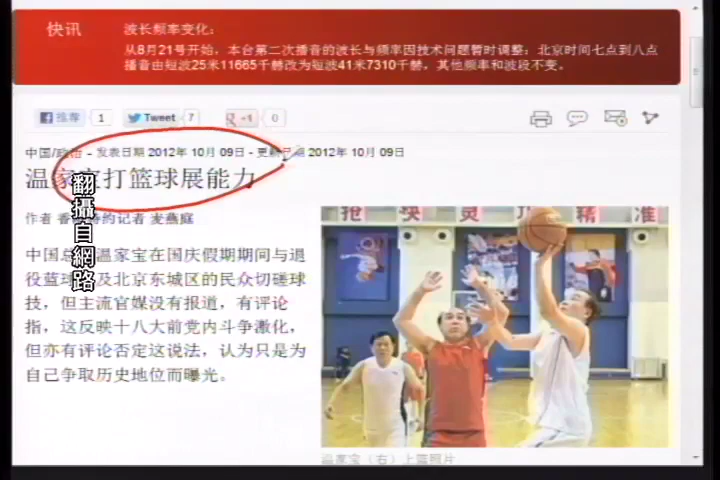 快讯
波长频率变化：
从8月21号开始，本台第二次播音的波长与频率因技术问题暂时调整：北京时间七点到八点
播音由短波25米11665千赫改为短波41米7310千赫，其他频率和波段不变。
推荐 1 Tweet 7 +1 0
中国/政治 - 发表日期 2012年 10月 09日 - 更新日期 2012年 10月 09日
温家宝打篮球展能力
翻攝自網路
作者 香 特约记者 麦燕庭
中国总 温家宝在国庆假期期间与退
役蓝球 及北京东城区的民众切磋球
技，但主流官媒没有报道，有评论
指，这反映十八大前党内斗争激化，
但亦有评论否定这说法，认为只是为
自己争取历史地位而曝光。
抢 快 灵 精 准
温家宝（右）上篮照片